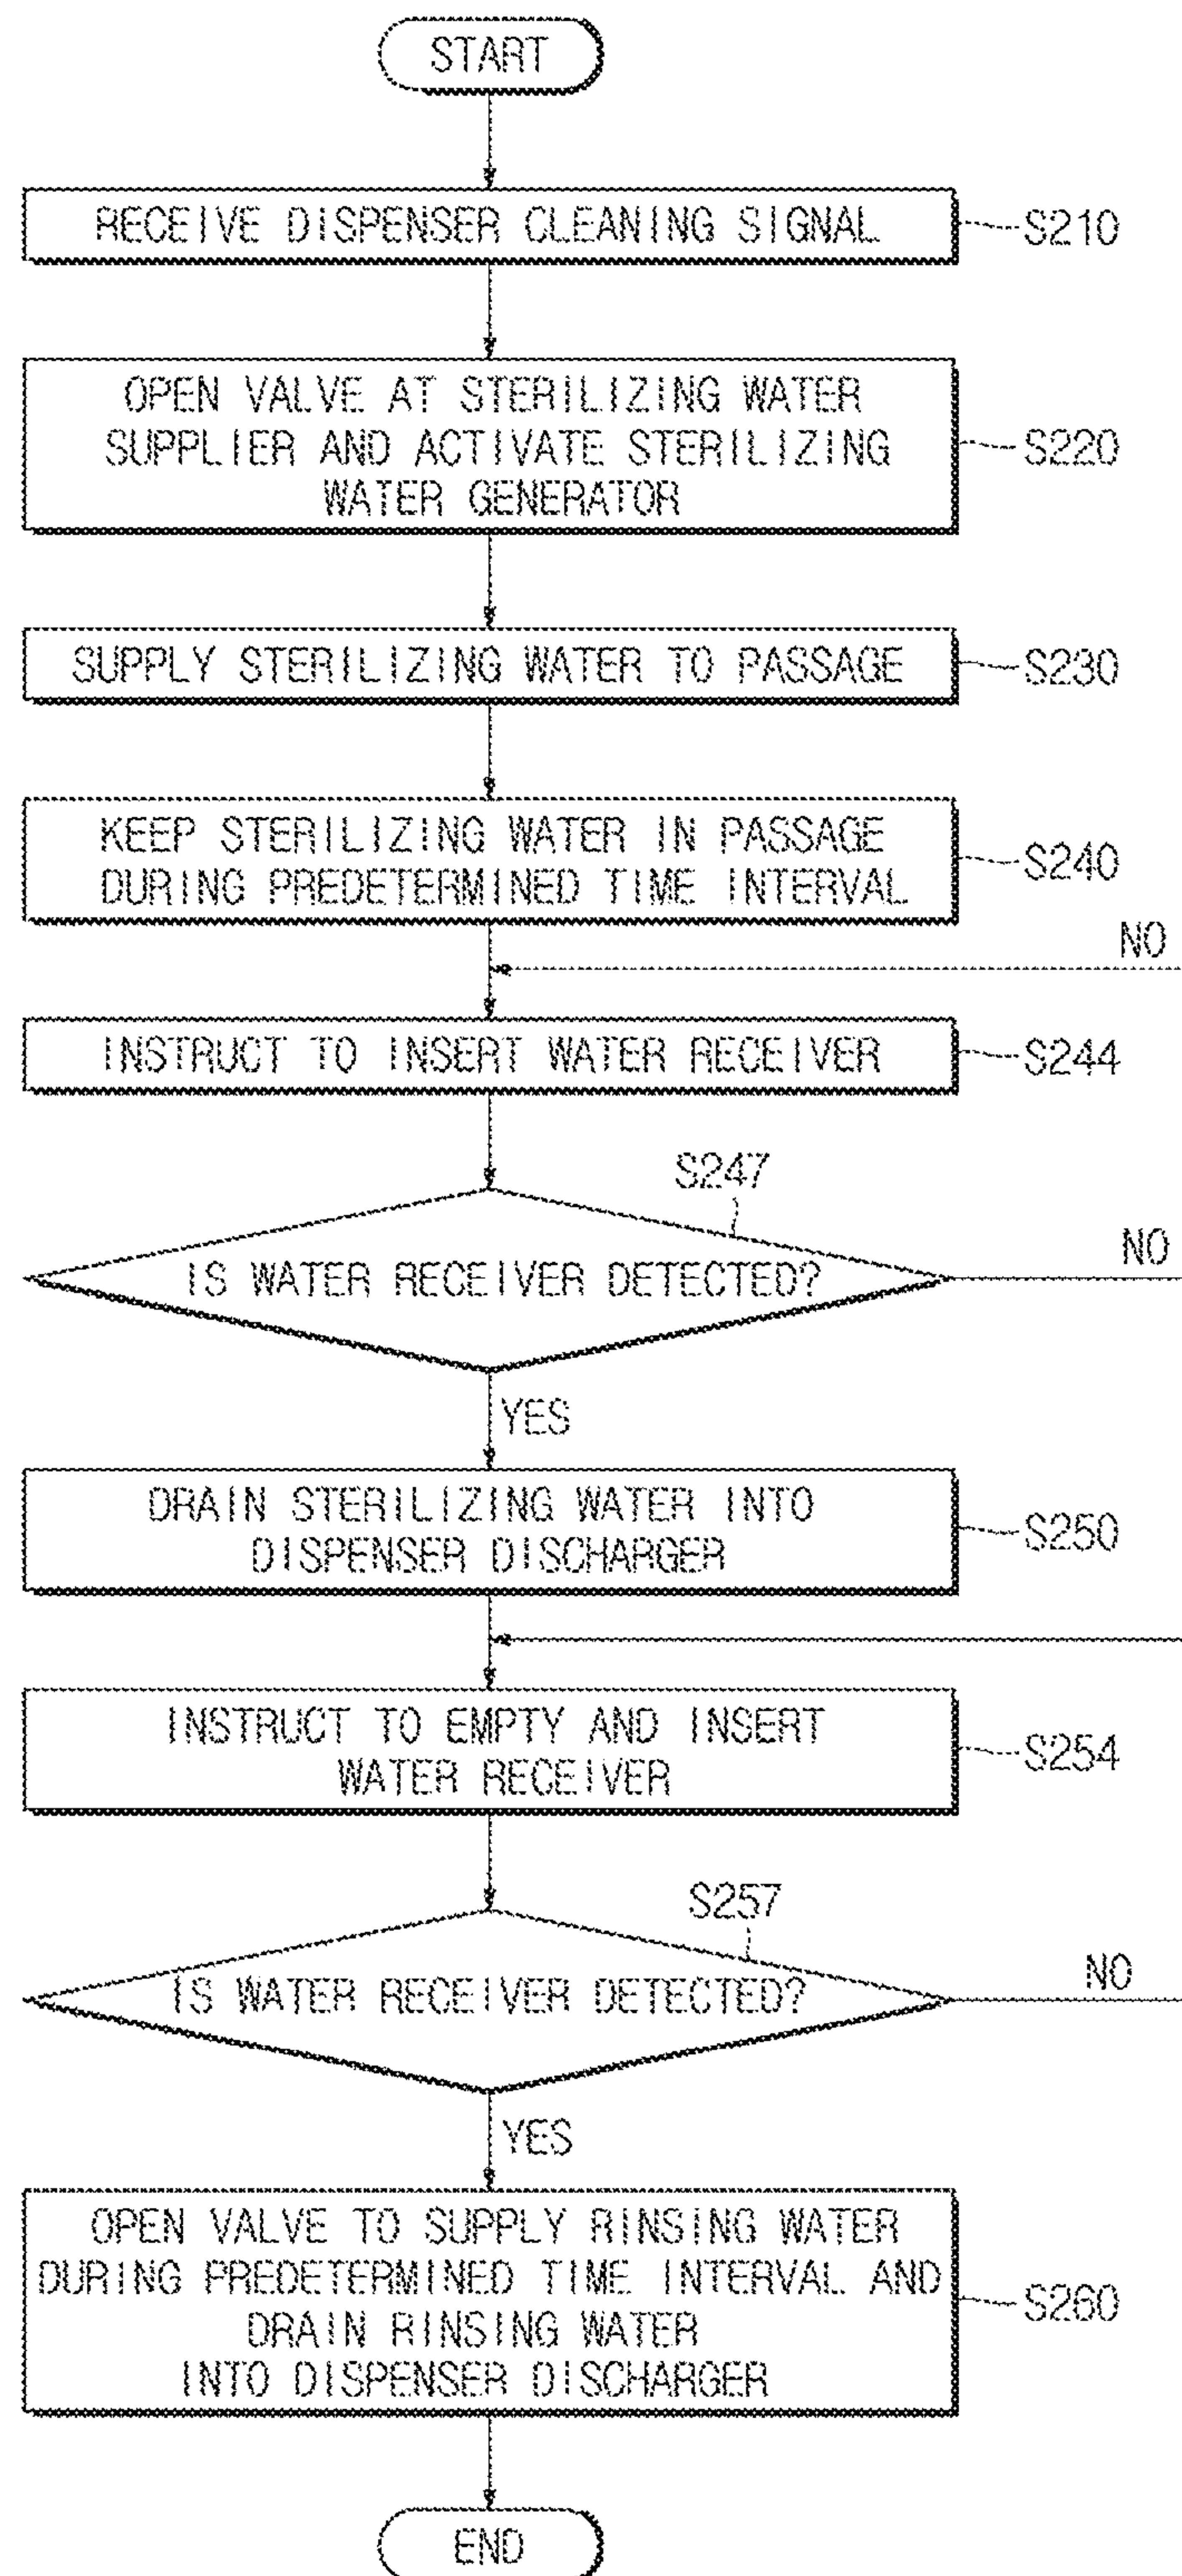 START
RECEIVE DISPENSER CLEANING SIGNAL
S210
OPEN VALVE AT STERILIZING WATER
SUPPLIER AND ACTIVATE STERILIZING
WATER GENERATOR
S220
SUPPLY STERILIZING WATER TO PASSAGE
S230
KEEP STERILIZING WATER IN PASSAGE
DURING PREDETERMINED TIME INTERVAL
S240
NO
INSTRUCT TO INSERT WATER RECEIVER
S244
S247
IS WATER RECEIVER DETECTED?
NO
YES
DRAIN STERILIZING WATER INTO
DISPENSER DISCHARGER
S250
INSTRUCT TO EMPTY AND INSERT
WATER RECEIVER
S254
S257
IS WATER RECEIVER DETECTED?
NO
YES
OPEN VALVE TO SUPPLY RINSING WATER
DURING PREDETERMINED TIME INTERVAL AND
DRAIN RINSING WATER
INTO DISPENSER DISCHARGER
S260
END